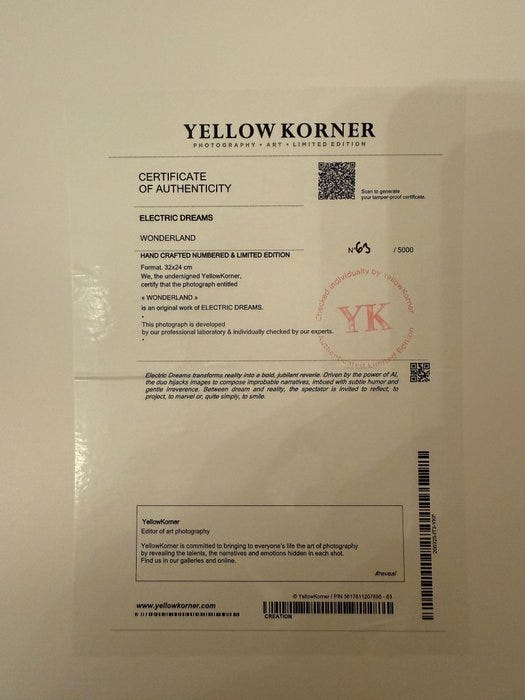 YELLOW KORNER
PHOTOGRAPHY • ART • LIMITED EDITION
CERTIFICATE
OF AUTHENTICITY
Scan to generate
your tamper-proof certificate.
ELECTRIC DREAMS
WONDERLAND
N° 63 / 5000
HAND CRAFTED NUMBERED & LIMITED EDITION
Format. 32x24 cm
We, the undersigned YellowKorner,
certify that the photograph entitled
« WONDERLAND »
is an original work of ELECTRIC DREAMS.
•
This photograph is developed
by our professional laboratory & individually checked by our experts.
•
Checked individually by YellowKorner
YK
Authenticated Limited Edition
Electric Dreams transforms reality into a bold, jubilant reverie. Driven by the power of AI,
the duo hijacks images to compose improbable narratives, imbued with subtle humor and
gentle irreverence. Between dream and reality, the spectator is invited to reflect, to
project, to marvel or, quite simply, to smile.
YellowKorner
Editor of art photography
YellowKorner is committed to bringing to everyone's life the art of photography
by revealing the talents, the narratives and emotions hidden in each shot.
Find us in our galleries and online.
#reveal
© YellowKorner / PIN 3617611207695 - 63
www.yellowkorner.com
CREATION